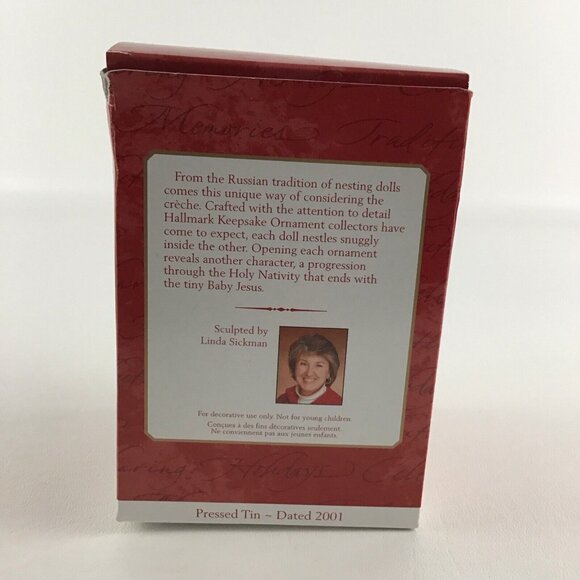 Memories
From the Russian tradition of nesting dolls
comes this unique way of considering the
crèche. Crafted with the attention to detail
Hallmark Keepsake Ornament collectors have
come to expect, each doll nestles snuggly
inside the other. Opening each ornament
reveals another character, a progression
through the Holy Nativity that ends with
the tiny Baby Jesus.
Sculpted by
Linda Sickman
For decorative use only. Not for young children.
Conçues à des fins décoratives seulement.
Ne conviennent pas aux jeunes enfants.
Holidays
Pressed Tin ~ Dated 2001